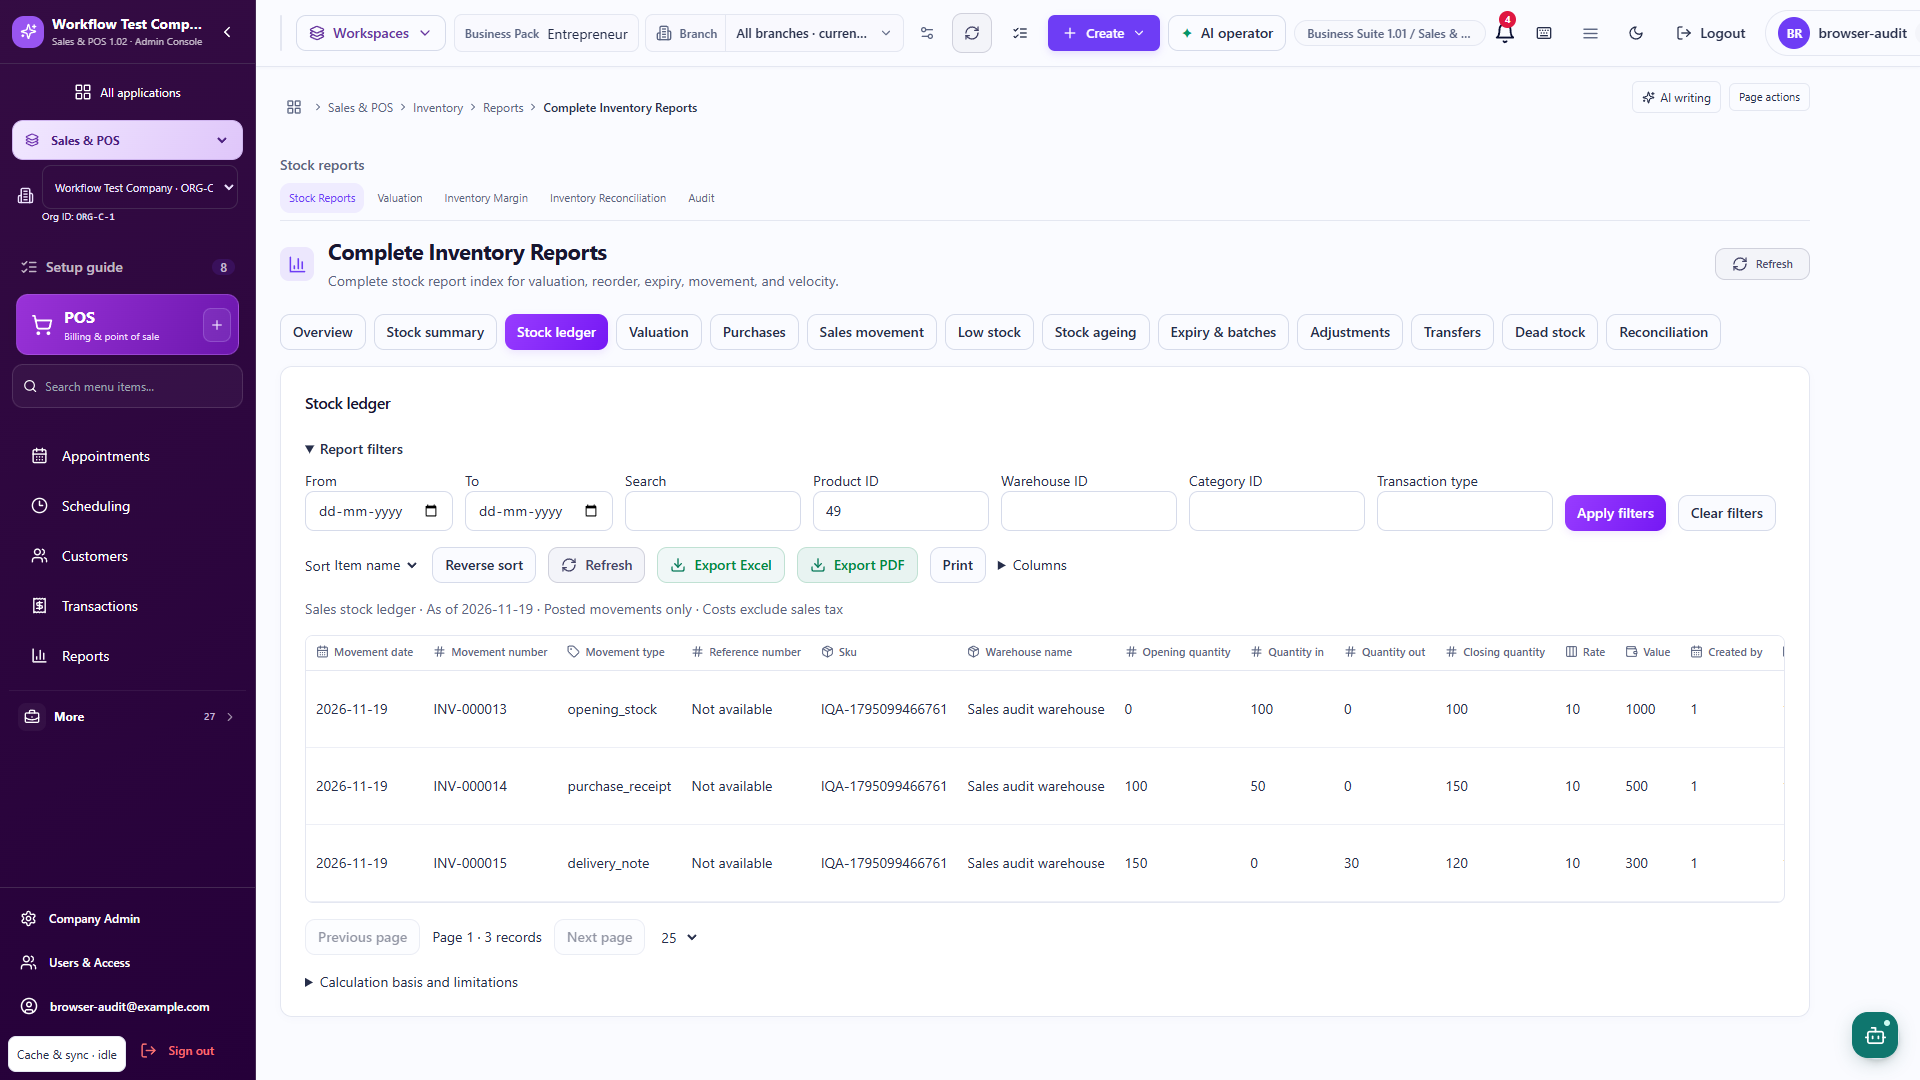 Workflow Test Comp...
Sales & POS 1.02 · Admin Console
All applications
Sales & POS
Workflow Test Company · ORG-C
Org ID: ORG-C-1
Setup guide 8
POS
Billing & point of sale
Search menu items...
Appointments
Scheduling
Customers
Transactions
Reports
More 27
Company Admin
Users & Access
browser-audit@example.com
Cache & sync · idle
Sign out
Workspaces
Business Pack Entrepreneur
Branch All branches · curren...
Create
AI operator
Business Suite 1.01 / Sales & ...
4
Logout
BR browser-audit
Sales & POS > Inventory > Reports > Complete Inventory Reports
AI writing
Page actions
Stock reports
Stock Reports Valuation Inventory Margin Inventory Reconciliation Audit
Complete Inventory Reports
Complete stock report index for valuation, reorder, expiry, movement, and velocity.
Refresh
Overview Stock summary Stock ledger Valuation Purchases Sales movement Low stock Stock ageing Expiry & batches Adjustments Transfers Dead stock Reconciliation
Stock ledger
Report filters
From To Search Product ID Warehouse ID Category ID Transaction type
dd-mm-yyyy dd-mm-yyyy 49 Apply filters Clear filters
Sort Item name Reverse sort Refresh Export Excel Export PDF Print Columns
Sales stock ledger · As of 2026-11-19 · Posted movements only · Costs exclude sales tax
Movement date Movement number Movement type Reference number Sku Warehouse name Opening quantity Quantity in Quantity out Closing quantity Rate Value Created by
2026-11-19 INV-000013 opening_stock Not available IQA-1795099466761 Sales audit warehouse 0 100 0 100 10 1000 1
2026-11-19 INV-000014 purchase_receipt Not available IQA-1795099466761 Sales audit warehouse 100 50 0 150 10 500 1
2026-11-19 INV-000015 delivery_note Not available IQA-1795099466761 Sales audit warehouse 150 0 30 120 10 300 1
Previous page Page 1 · 3 records Next page 25
Calculation basis and limitations